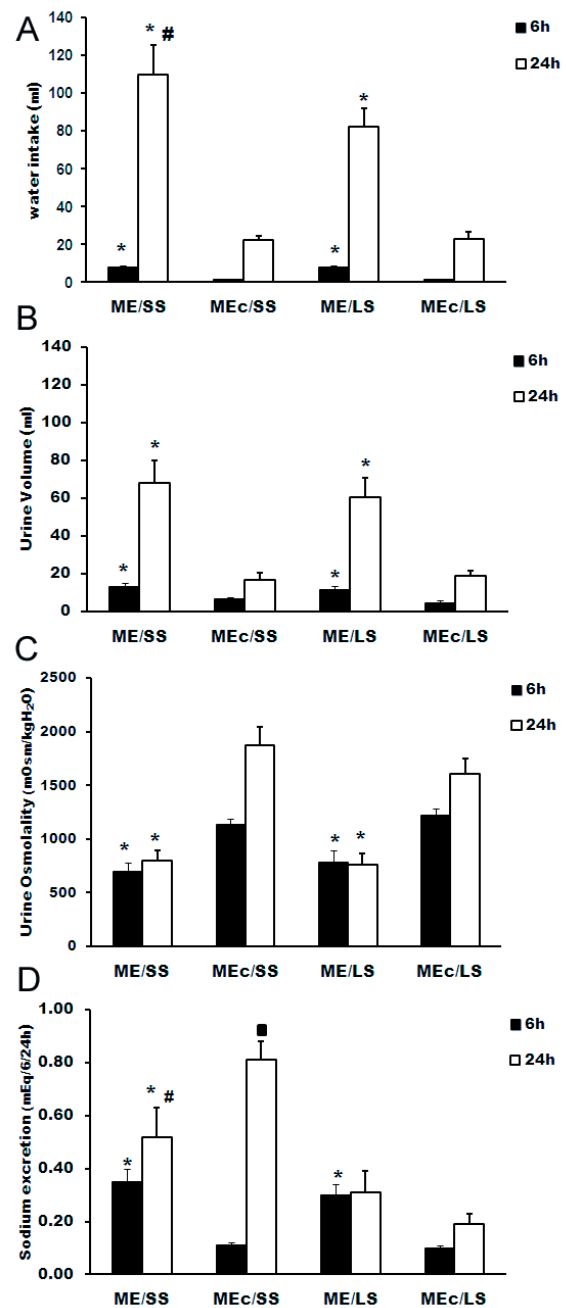 A
140
120
100
80
60
40
20
0
water intake (ml)
* #
*
*
*
6h
24h
ME/SS MEc/SS ME/LS MEc/LS
B
140
120
100
80
60
40
20
0
Urine Volume (ml)
*
*
*
*
6h
24h
ME/SS MEc/SS ME/LS MEc/LS
C
2500
2000
1500
1000
500
0
Urine Osmolality (mOsm/kgH₂O)
* * * *
6h
24h
ME/SS MEc/SS ME/LS MEc/LS
D
1.00
0.80
0.60
0.40
0.20
0.00
Sodium excretion (mEq/6/24h)
* #
*
*
6h
24h
ME/SS MEc/SS ME/LS MEc/LS